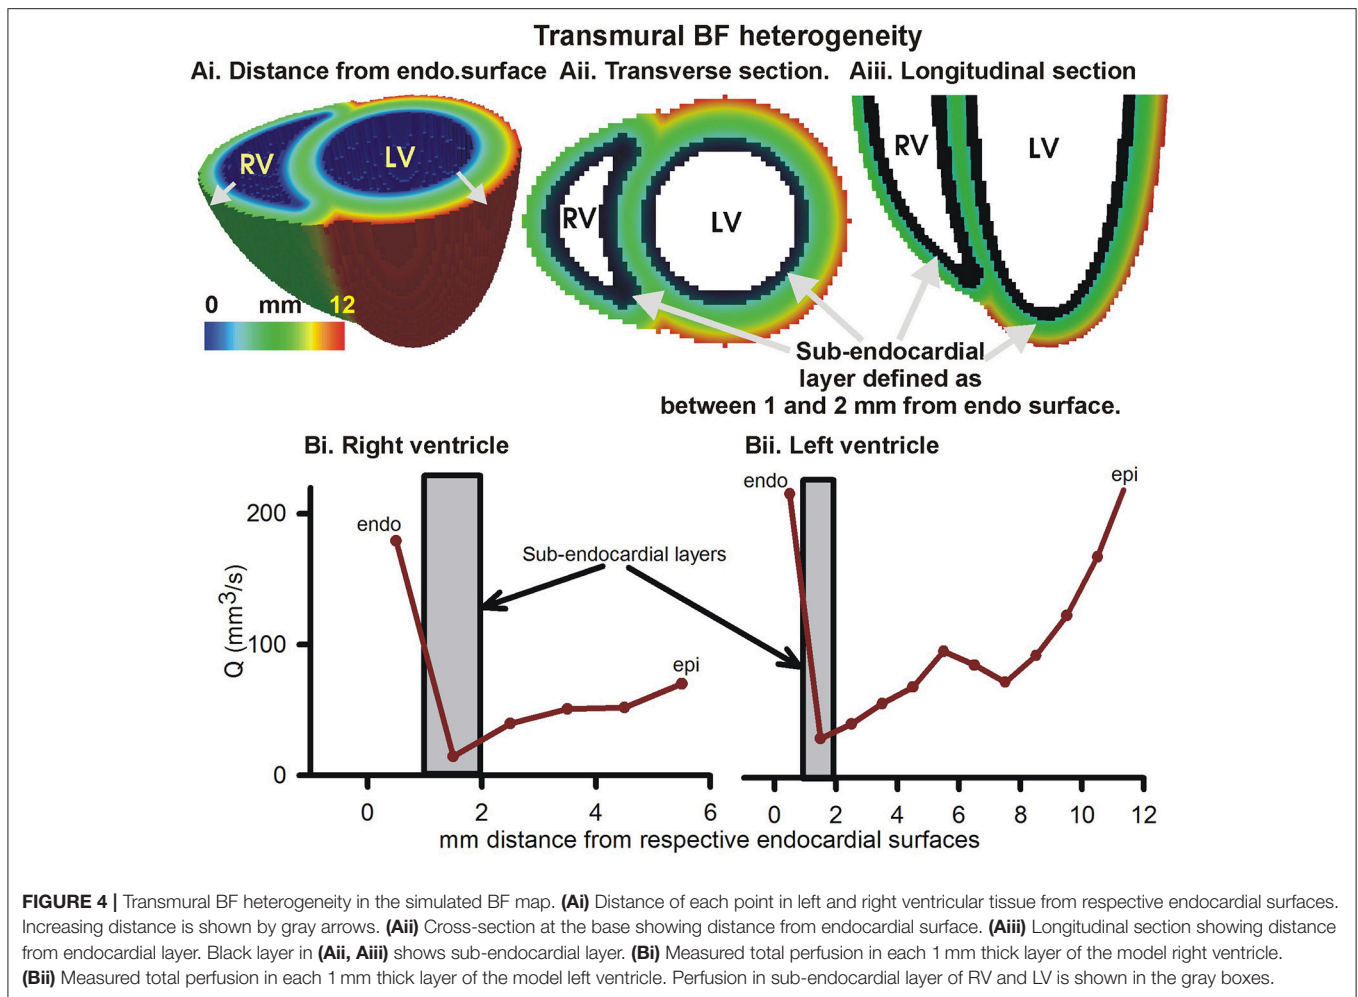 Transmural BF heterogeneity
Ai. Distance from endo.surface
Aii. Transverse section.
Aiii. Longitudinal section
RV
LV
RV
LV
RV
LV
0 mm 12
Sub-endocardial
layer defined as
between 1 and 2 mm from endo surface.
Bi. Right ventricle
Bii. Left ventricle
endo
epi
endo
epi
Sub-endocardial layers
Q (mm³/s)
200
100
0
0 2 4 6
0 2 4 6 8 10 12
mm distance from respective endocardial surfaces
FIGURE 4 | Transmural BF heterogeneity in the simulated BF map. (Ai) Distance of each point in left and right ventricular tissue from respective endocardial surfaces.
Increasing distance is shown by gray arrows. (Aii) Cross-section at the base showing distance from endocardial surface. (Aiii) Longitudinal section showing distance
from endocardial layer. Black layer in (Aii, Aiii) shows sub-endocardial layer. (Bi) Measured total perfusion in each 1 mm thick layer of the model right ventricle.
(Bii) Measured total perfusion in each 1 mm thick layer of the model left ventricle. Perfusion in sub-endocardial layer of RV and LV is shown in the gray boxes.